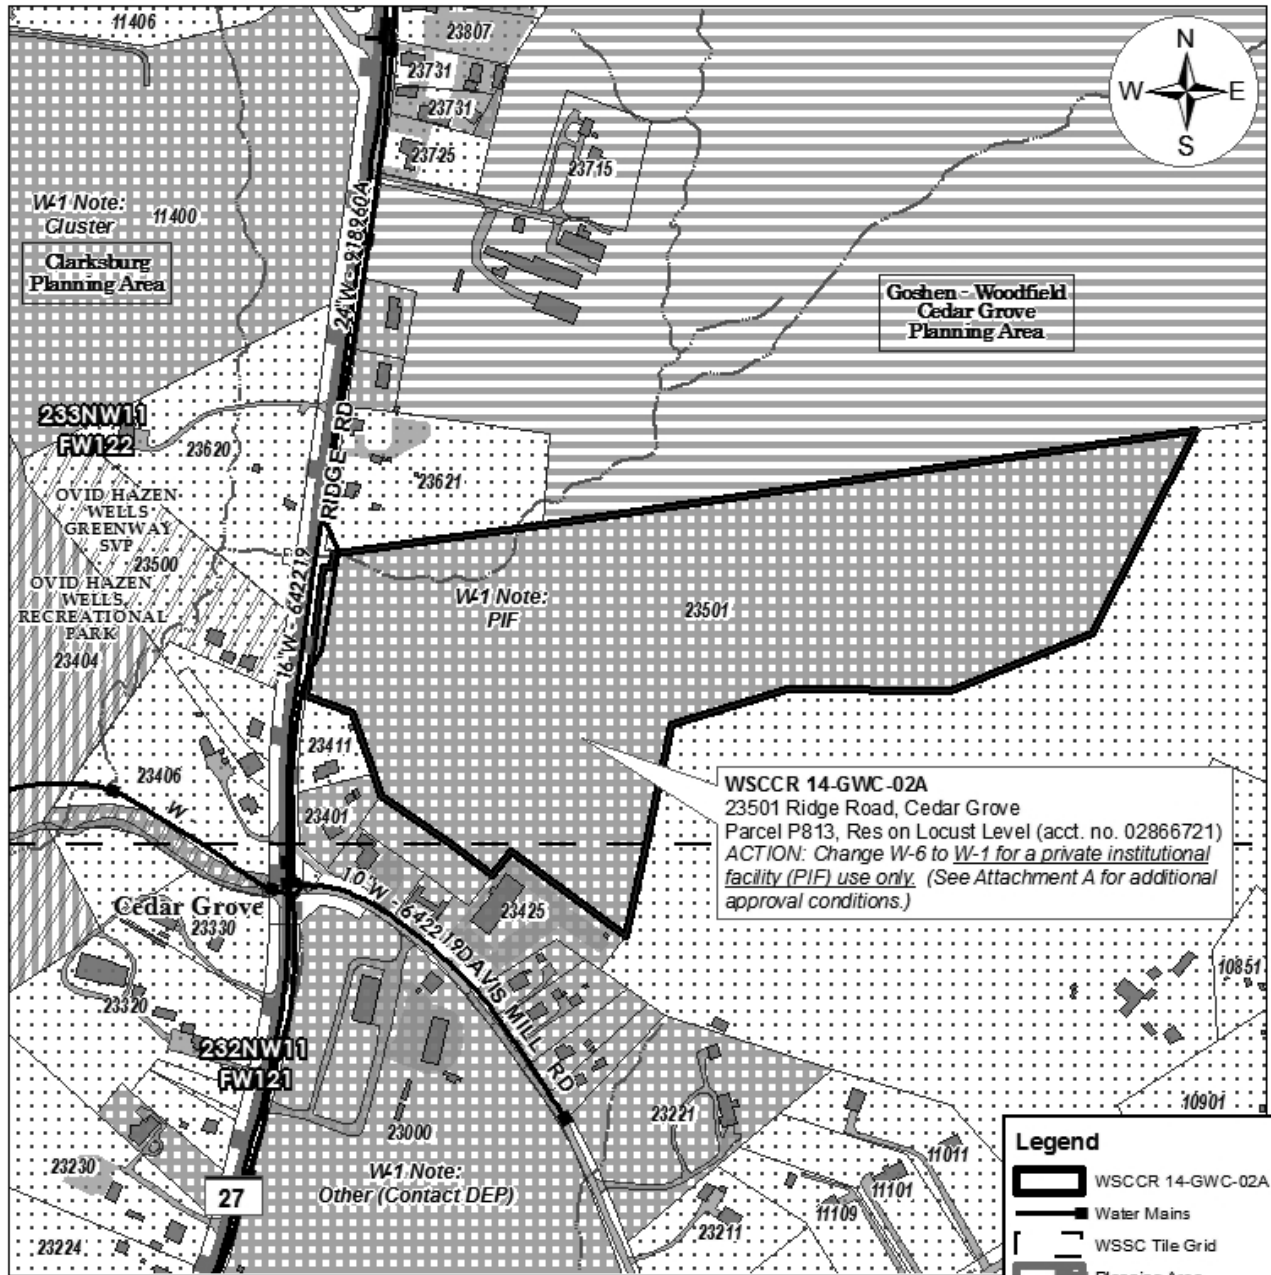 11406
23807
23731
23731
23725
23715
N
W E
S
W-1 Note:
Cluster
11400
Clarksburg
Planning Area
24"W - 918960A
Goshen - Woodfield
Cedar Grove
Planning Area
233NW11
FW122
23620
RIDGE RD
23621
OVID HAZEN
WELLS
GREENWAY
SVP
23500
OVID HAZEN
WELLS
RECREATIONAL
PARK
23404
16"W - 642219
W-1 Note:
PIF
23501
23411
23406
W
23401
WSCCR 14-GWC-02A
23501 Ridge Road, Cedar Grove
Parcel P813, Res on Locust Level (acct. no. 02866721)
ACTION: Change W-6 to W-1 for a private institutional
facility (PIF) use only. (See Attachment A for additional
approval conditions.)
10"W - 642219
DAVIS MILL RD
23425
Cedar Grove
23330
23320
10851
232NW11
FW121
23000
W-1 Note:
Other (Contact DEP)
23221
10901
11011
11101
11109
23211
23230
27
23224
Legend
WSCCR 14-GWC-02A
Water Mains
WSSC Tile Grid
Planning Area